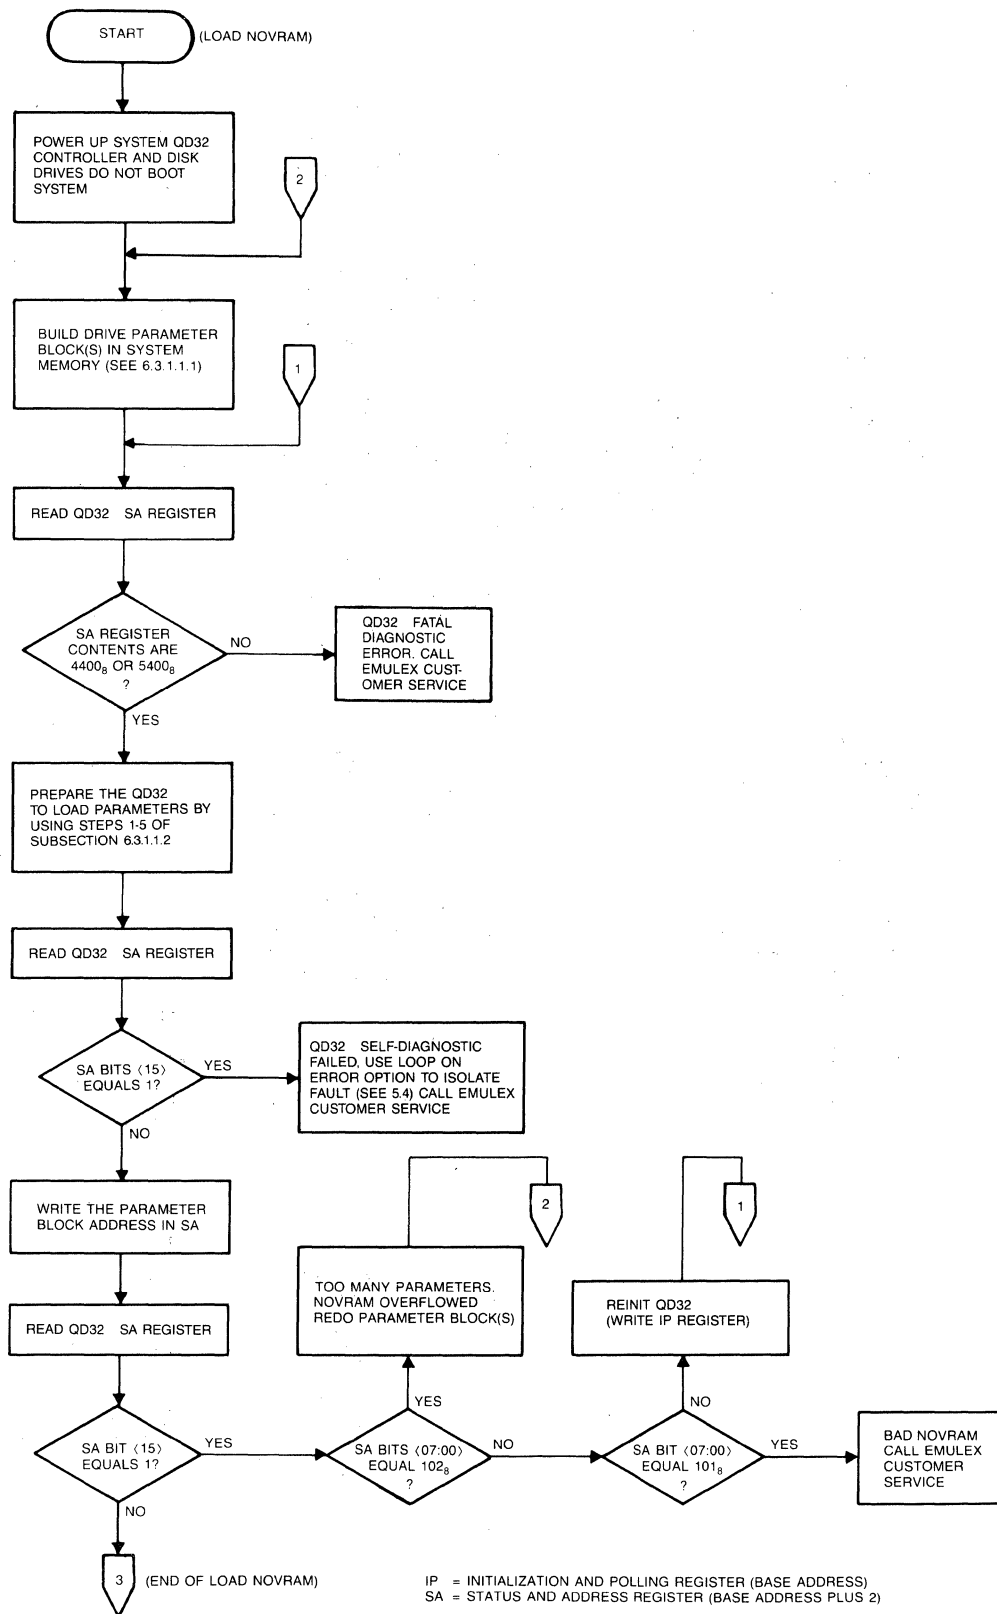 START
(LOAD NOVRAM)
POWER UP SYSTEM QD32
CONTROLLER AND DISK
DRIVES DO NOT BOOT
SYSTEM
2
BUILD DRIVE PARAMETER
BLOCK(S) IN SYSTEM
MEMORY (SEE 6.3.1.1.1)
1
READ QD32 SA REGISTER
SA REGISTER
CONTENTS ARE
4400₈ OR 5400₈
?
NO
QD32 FATAL
DIAGNOSTIC
ERROR. CALL
EMULEX CUST-
OMER SERVICE
YES
PREPARE THE QD32
TO LOAD PARAMETERS BY
USING STEPS 1-5 OF
SUBSECTION 6.3.1.1.2
READ QD32 SA REGISTER
SA BITS ⟨15⟩
EQUALS 1?
YES
QD32 SELF-DIAGNOSTIC
FAILED, USE LOOP ON
ERROR OPTION TO ISOLATE
FAULT (SEE 5.4) CALL EMULEX
CUSTOMER SERVICE
NO
WRITE THE PARAMETER
BLOCK ADDRESS IN SA
2
1
TOO MANY PARAMETERS.
NOVRAM OVERFLOWED
REDO PARAMETER BLOCK(S)
REINIT QD32
(WRITE IP REGISTER)
READ QD32 SA REGISTER
SA BIT ⟨15⟩
EQUALS 1?
YES
SA BITS ⟨07:00⟩
EQUAL 102₈
?
YES
NO
SA BIT ⟨07:00⟩
EQUAL 101₈
?
NO
YES
BAD NOVRAM
CALL EMULEX
CUSTOMER
SERVICE
NO
3
(END OF LOAD NOVRAM)
IP = INITIALIZATION AND POLLING REGISTER (BASE ADDRESS)
SA = STATUS AND ADDRESS REGISTER (BASE ADDRESS PLUS 2)